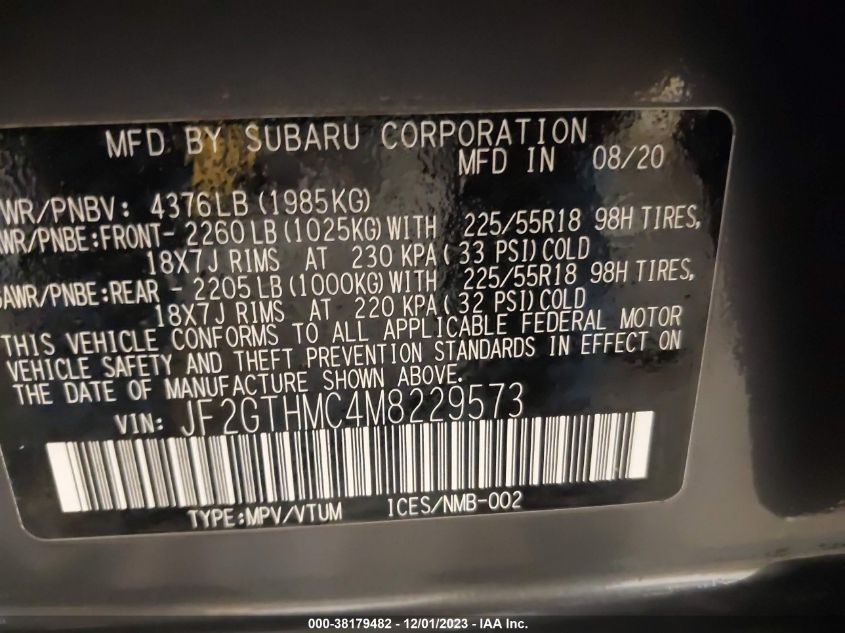 MFD BY SUBARU CORPORATION
MFD IN 08/20
WR/PNBV: 4376LB (1985KG)
AWR/PNBE:FRONT- 2260 LB (1025KG) WITH 225/55R18 98H TIRES,
18X7J RIMS AT 230 KPA ( 33 PSI) COLD
GAWR/PNBE:REAR - 2205 LB (1000KG) WITH 225/55R18 98H TIRES,
18X7J RIMS AT 220 KPA ( 32 PSI) COLD
THIS VEHICLE CONFORMS TO ALL APPLICABLE FEDERAL MOTOR
VEHICLE SAFETY AND THEFT PREVENTION STANDARDS IN EFFECT ON
THE DATE OF MANUFACTURE SHOWN ABOVE.
VIN: JF2GTHMC4M8229573
TYPE:MPV/VTUM ICES/NMB-002
000-38179482 - 12/01/2023 - IAA Inc.